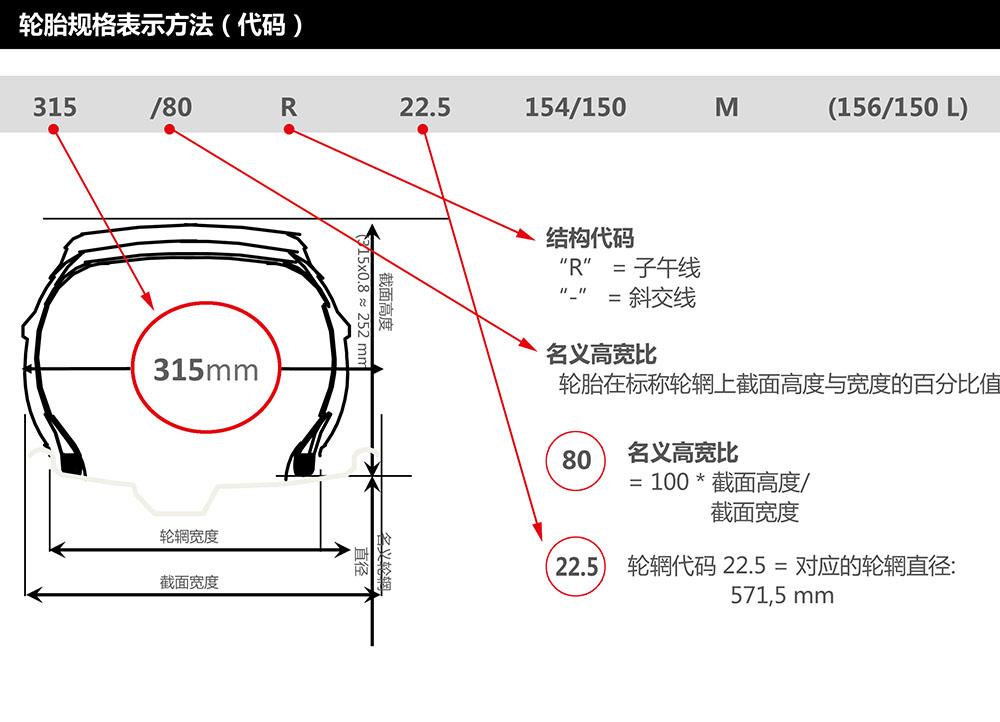 轮胎规格表示方法（代码）
315 /80 R 22.5 154/150 M (156/150 L)
结构代码
“R” = 子午线
“-” = 斜交线
截面高度
(315x0.8 ≈ 252 mm
名义高宽比
轮胎在标称轮辋上截面高度与宽度的百分比值
315mm
80
名义高宽比
= 100 * 截面高度/
截面宽度
22.5
轮辋代码 22.5 = 对应的轮辋直径:
571,5 mm
轮辋宽度
截面宽度
名义轮辋
直径